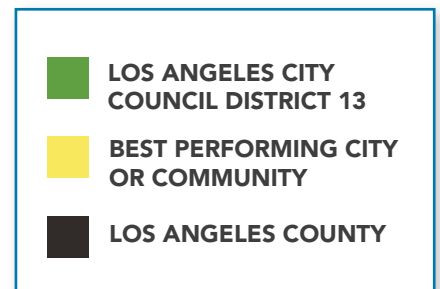 LOS ANGELES CITY
COUNCIL DISTRICT 13
BEST PERFORMING CITY
OR COMMUNITY
LOS ANGELES COUNTY